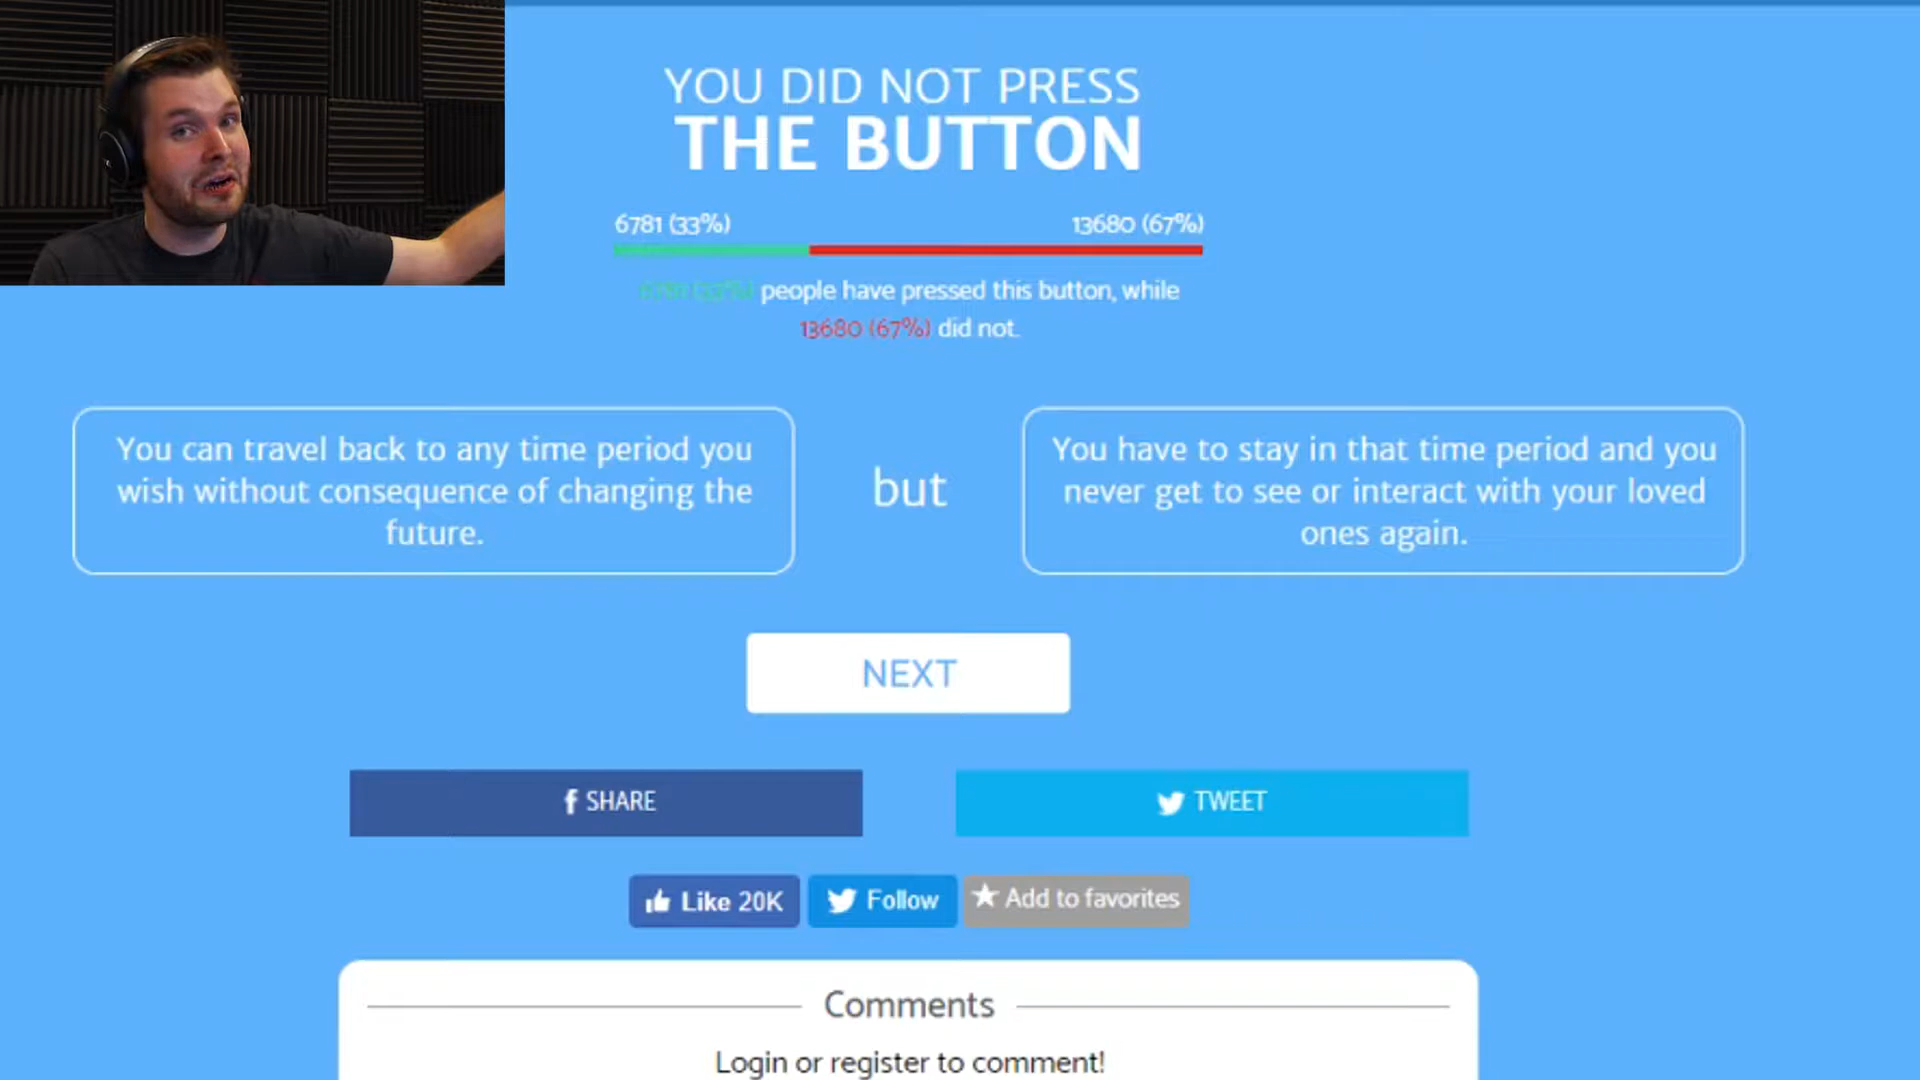 YOU DID NOT PRESS
THE BUTTON
6781 (33%)
13680 (67%)
6781 (33%) people have pressed this button, while
13680 (67%) did not.
You can travel back to any time period you
wish without consequence of changing the
future.
but
You have to stay in that time period and you
never get to see or interact with your loved
ones again.
NEXT
f SHARE
TWEET
Like 20K
Follow
Add to favorites
Comments
Login or register to comment!